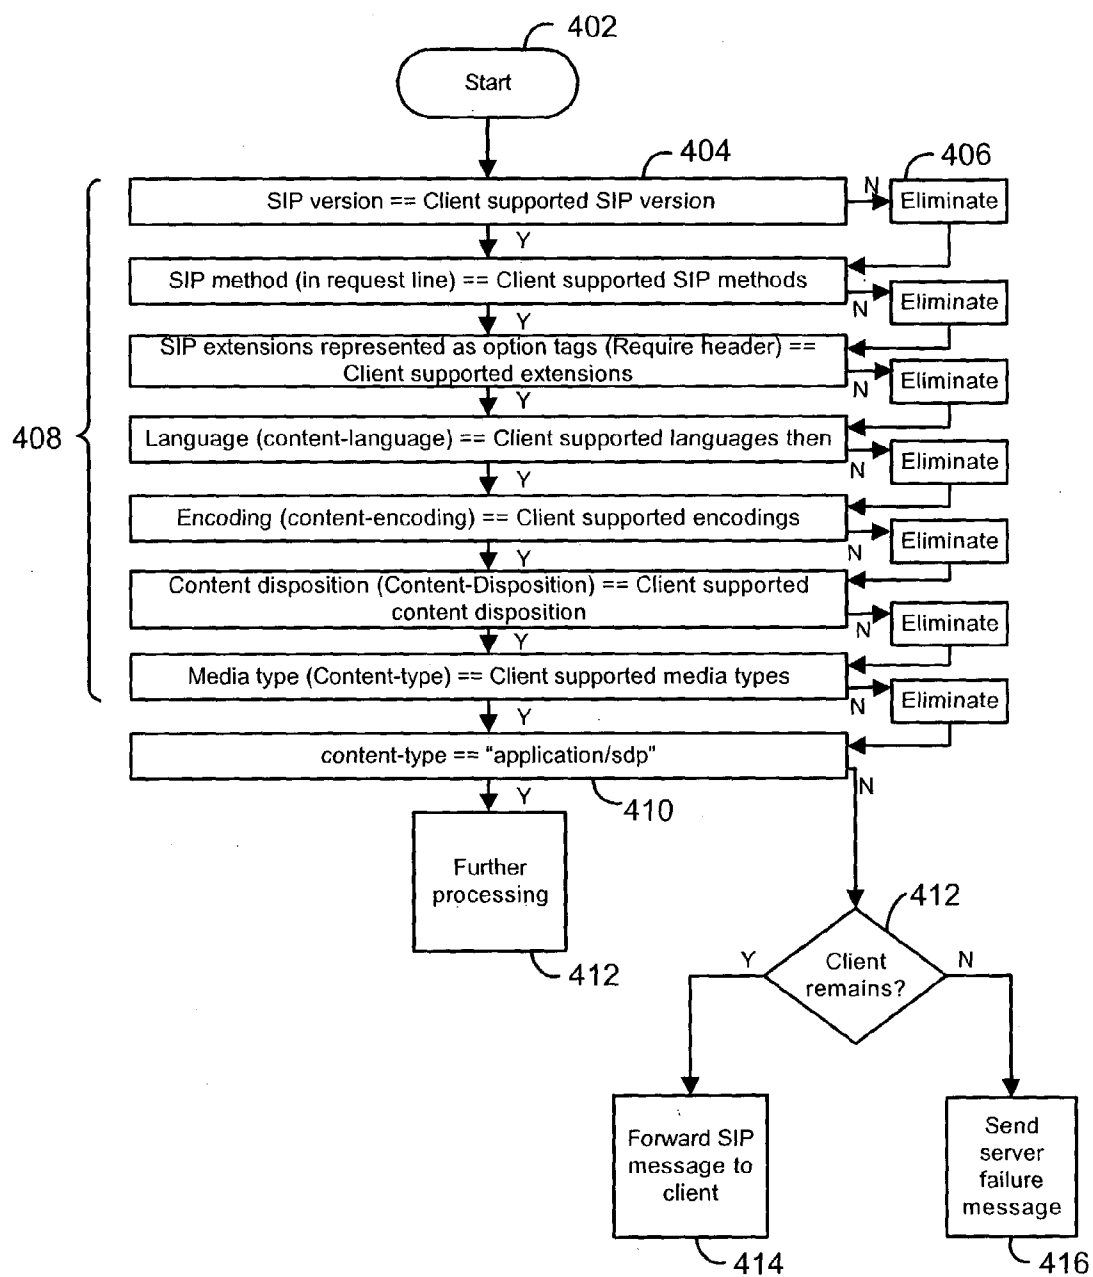 402
Start
404
406
SIP version == Client supported SIP version
N
Eliminate
Y
SIP method (in request line) == Client supported SIP methods
N
Eliminate
Y
SIP extensions represented as option tags (Require header) ==
Client supported extensions
N
Eliminate
Y
408
Language (content-language) == Client supported languages then
N
Eliminate
Y
Encoding (content-encoding) == Client supported encodings
N
Eliminate
Y
Content disposition (Content-Disposition) == Client supported
content disposition
N
Eliminate
Y
Media type (Content-type) == Client supported media types
N
Eliminate
Y
content-type == "application/sdp"
N
Y
410
Further
processing
412
412
Client
remains?
Y
N
Forward SIP
message to
client
414
Send
server
failure
message
416